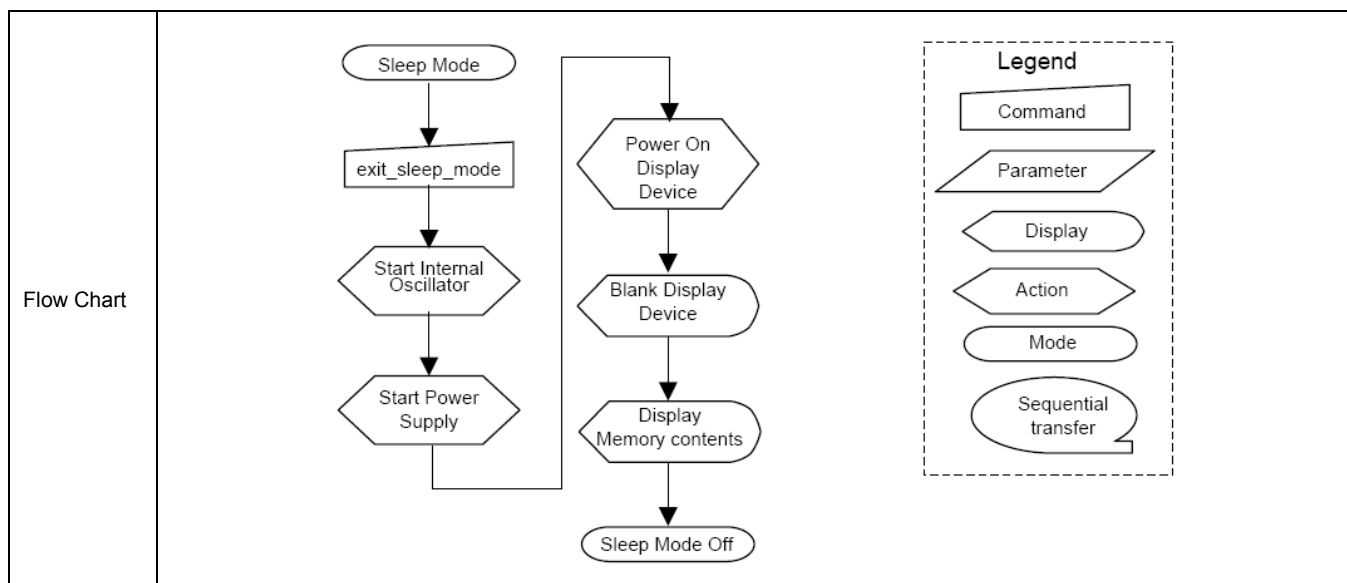 Flow Chart
Sleep Mode
exit_sleep_mode
Start Internal
Oscillator
Start Power
Supply
Power On
Display
Device
Blank Display
Device
Display
Memory contents
Sleep Mode Off
Legend
Command
Parameter
Display
Action
Mode
Sequential
transfer